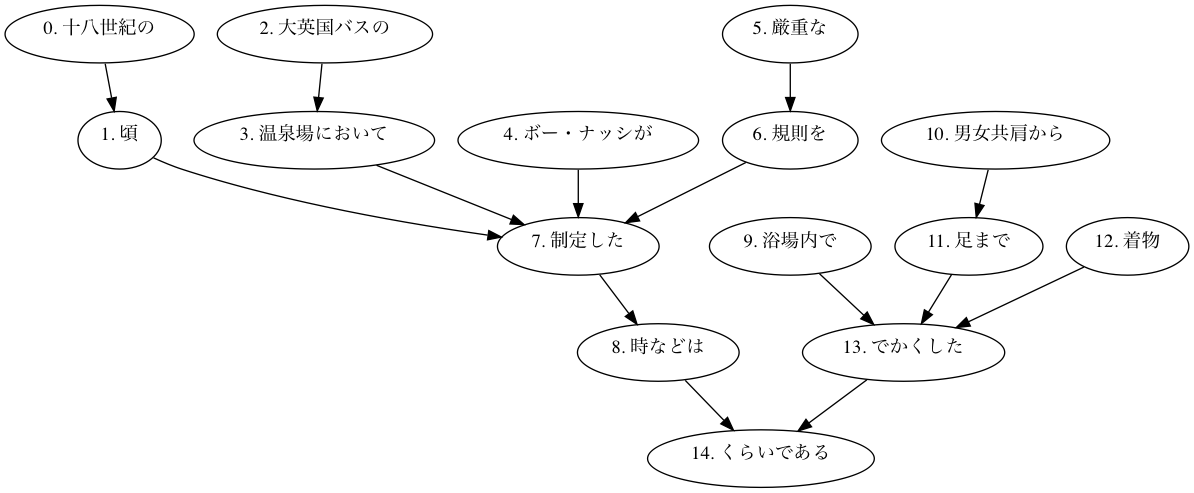 0. 十八世紀の
2. 大英国バスの
5. 厳重な
1. 頃
3. 温泉場において
4. ボー・ナッシが
6. 規則を
10. 男女共肩から
7. 制定した
9. 浴場内で
11. 足まで
12. 着物
8. 時などは
13. でかくした
14. くらいである